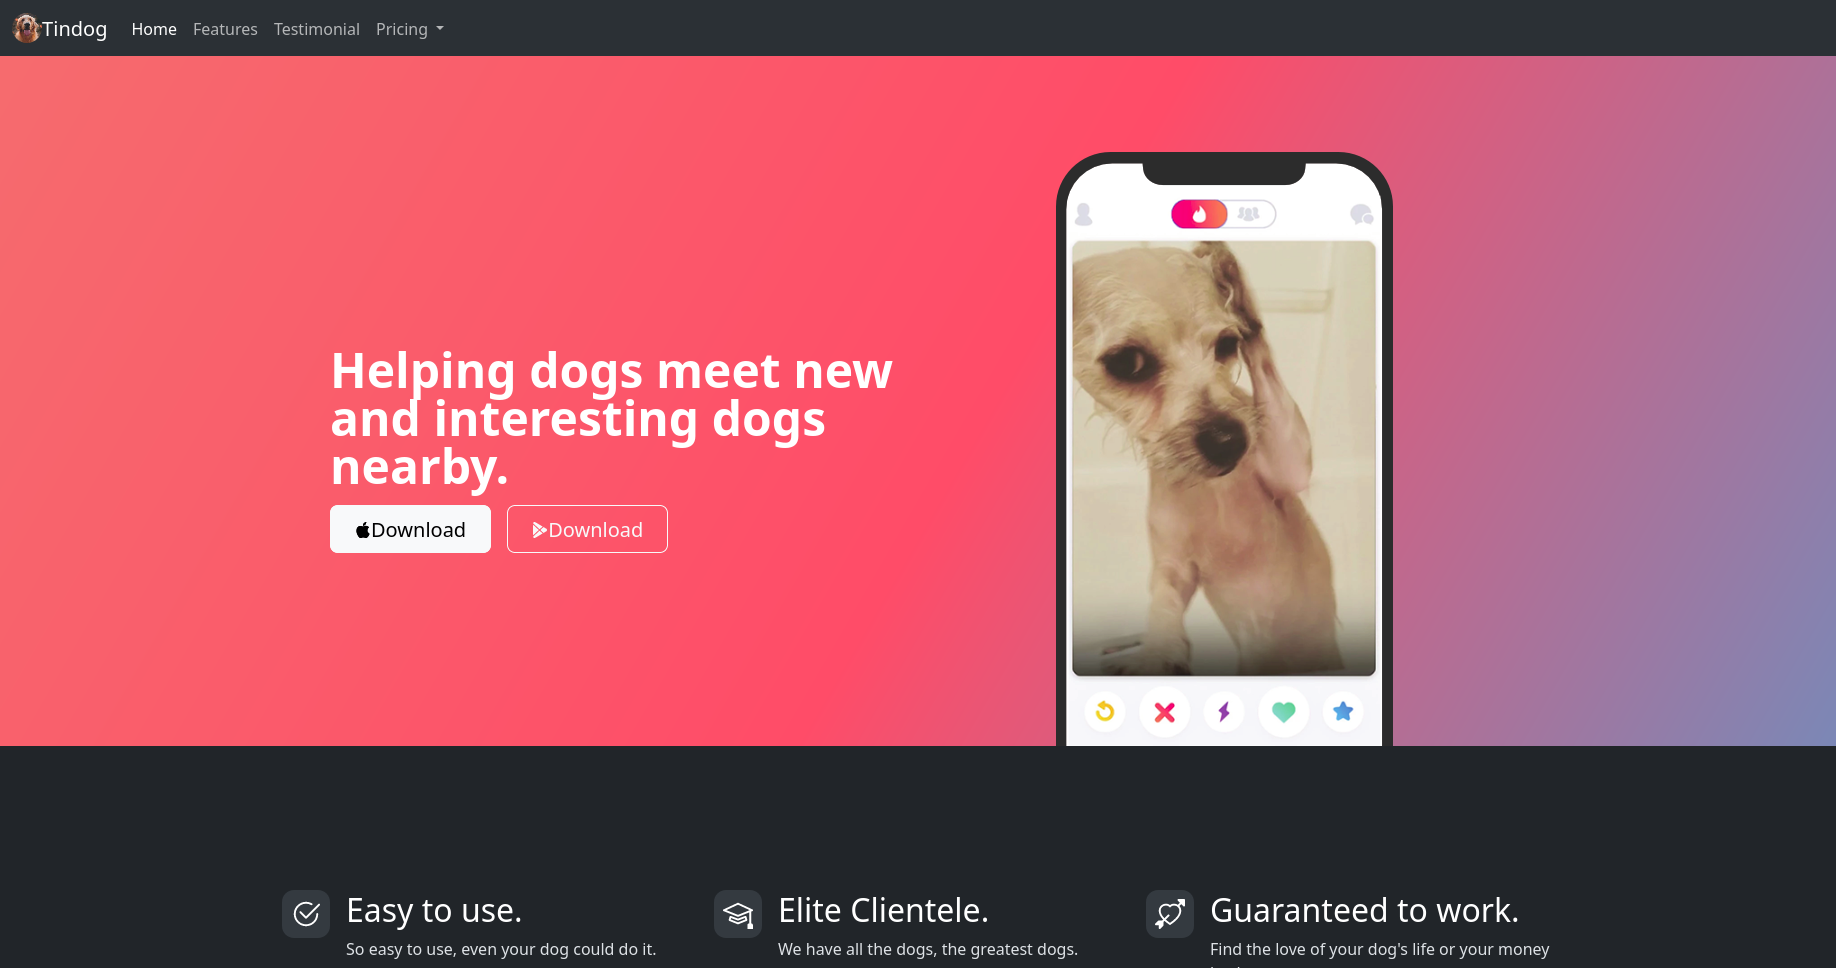 Tindog Home Features Testimonial Pricing
Helping dogs meet new
and interesting dogs
nearby.
Download Download
Easy to use.
So easy to use, even your dog could do it.
Elite Clientele.
We have all the dogs, the greatest dogs.
Guaranteed to work.
Find the love of your dog's life or your money